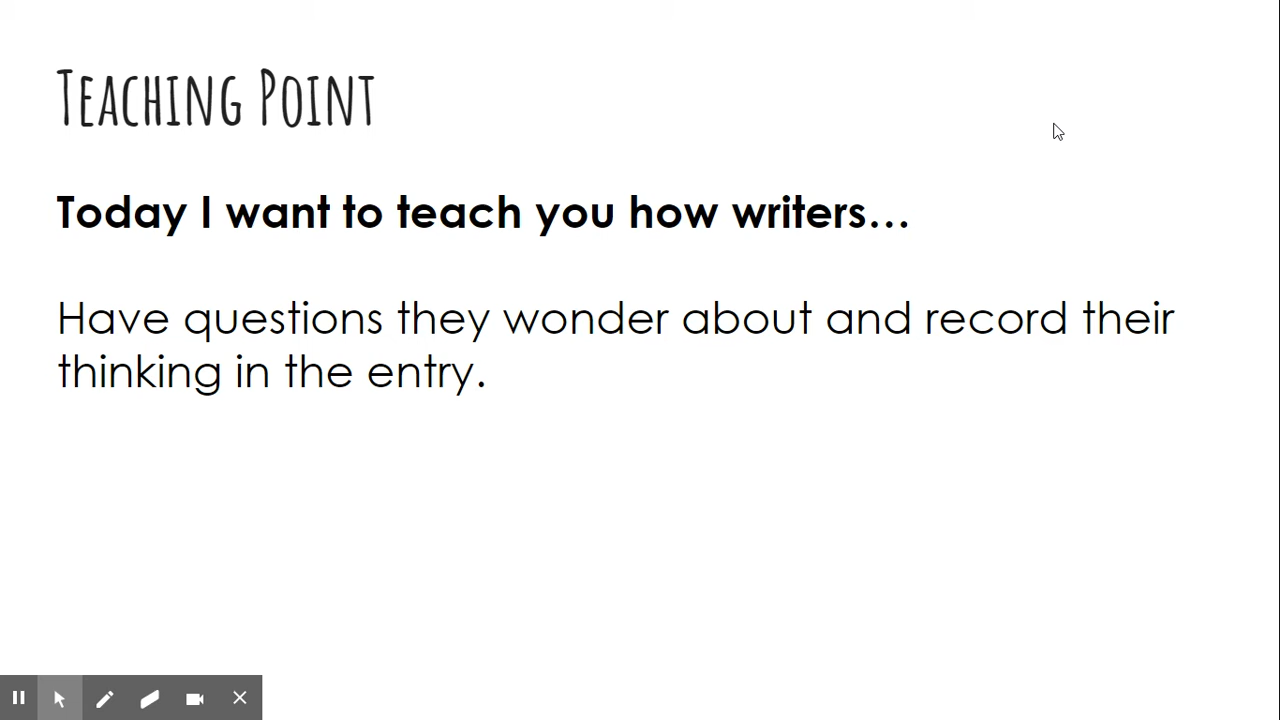 Teaching Point
Today I want to teach you how writers…
Have questions they wonder about and record their
thinking in the entry.